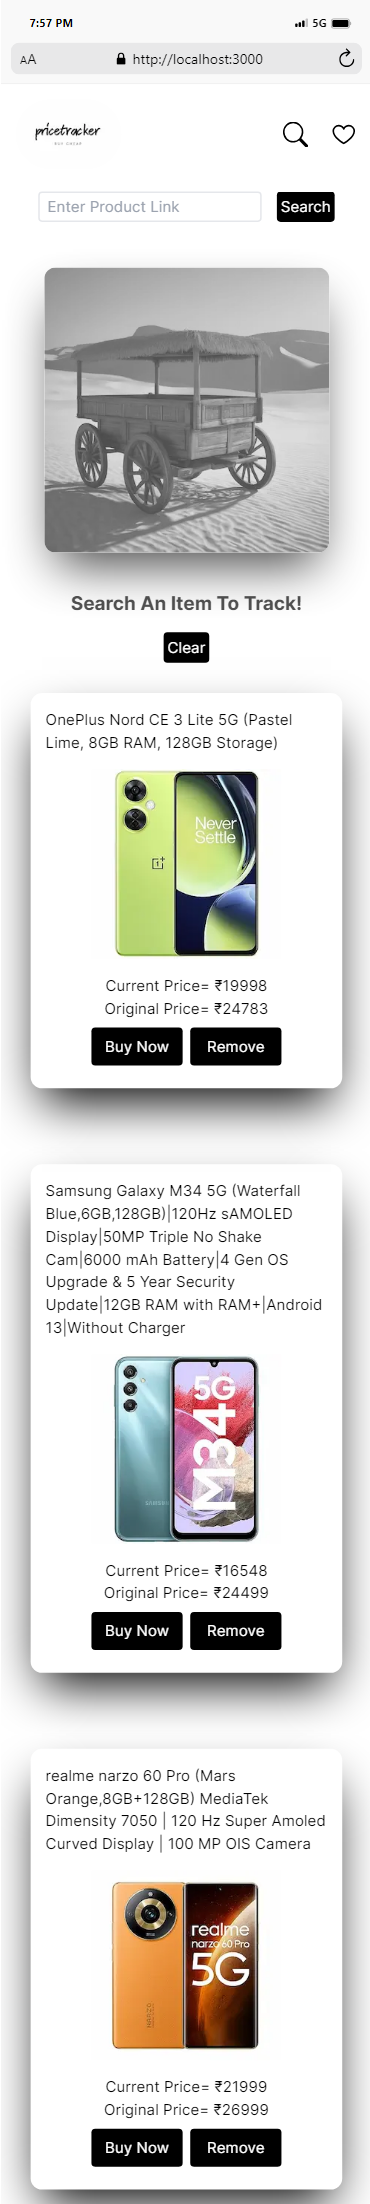 7:57 PM
5G
AA
http://localhost:3000
pricetracker
BUY CHEAP
Enter Product Link
Search
Search An Item To Track!
Clear
OnePlus Nord CE 3 Lite 5G (Pastel
Lime, 8GB RAM, 128GB Storage)
Never
Settle
Current Price= ₹19998
Original Price= ₹24783
Buy Now
Remove
Samsung Galaxy M34 5G (Waterfall
Blue,6GB,128GB)|120Hz sAMOLED
Display|50MP Triple No Shake
Cam|6000 mAh Battery|4 Gen OS
Upgrade & 5 Year Security
Update|12GB RAM with RAM+|Android
13|Without Charger
SAMSUNG
M34 5G
Current Price= ₹16548
Original Price= ₹24499
Buy Now
Remove
realme narzo 60 Pro (Mars
Orange,8GB+128GB) MediaTek
Dimensity 7050 | 120 Hz Super Amoled
Curved Display | 100 MP OIS Camera
NARZO
realme
narzo 60 Pro
5G
Current Price= ₹21999
Original Price= ₹26999
Buy Now
Remove